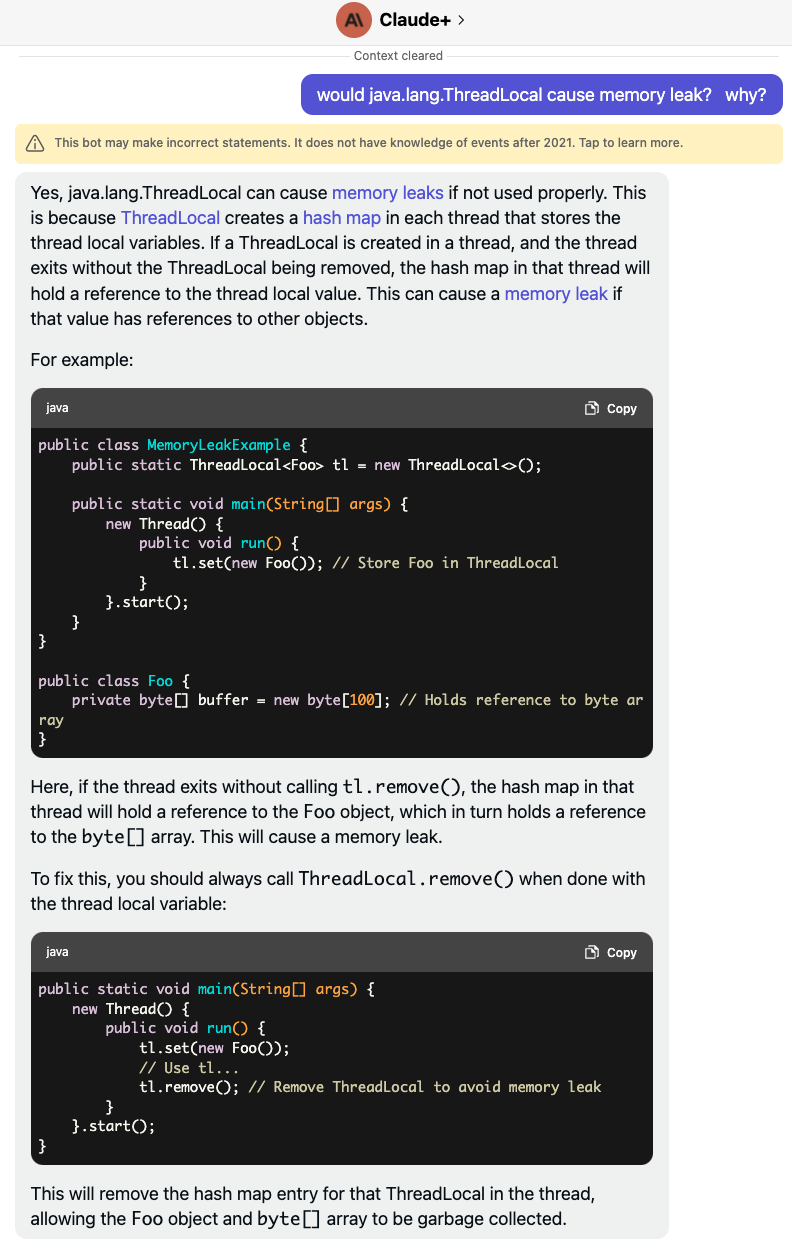 Claude+ >
Context cleared
would java.lang.ThreadLocal cause memory leak?   why?
This bot may make incorrect statements. It does not have knowledge of events after 2021. Tap to learn more.
Yes, java.lang.ThreadLocal can cause memory leaks if not used properly. This
is because ThreadLocal creates a hash map in each thread that stores the
thread local variables. If a ThreadLocal is created in a thread, and the thread
exits without the ThreadLocal being removed, the hash map in that thread will
hold a reference to the thread local value. This can cause a memory leak if
that value has references to other objects.
For example:
java
Copy
public class MemoryLeakExample {
    public static ThreadLocal<Foo> tl = new ThreadLocal<>();
    public static void main(String[] args) {
        new Thread() {
            public void run() {
                tl.set(new Foo()); // Store Foo in ThreadLocal
            }
        }.start();
    }
}
public class Foo {
    private byte[] buffer = new byte[100]; // Holds reference to byte ar
ray
}
Here, if the thread exits without calling tl.remove(), the hash map in that
thread will hold a reference to the Foo object, which in turn holds a reference
to the byte[] array. This will cause a memory leak.
To fix this, you should always call ThreadLocal.remove() when done with
the thread local variable:
java
Copy
public static void main(String[] args) {
    new Thread() {
        public void run() {
            tl.set(new Foo());
            // Use tl...
            tl.remove(); // Remove ThreadLocal to avoid memory leak
        }
    }.start();
}
This will remove the hash map entry for that ThreadLocal in the thread,
allowing the Foo object and byte[] array to be garbage collected.